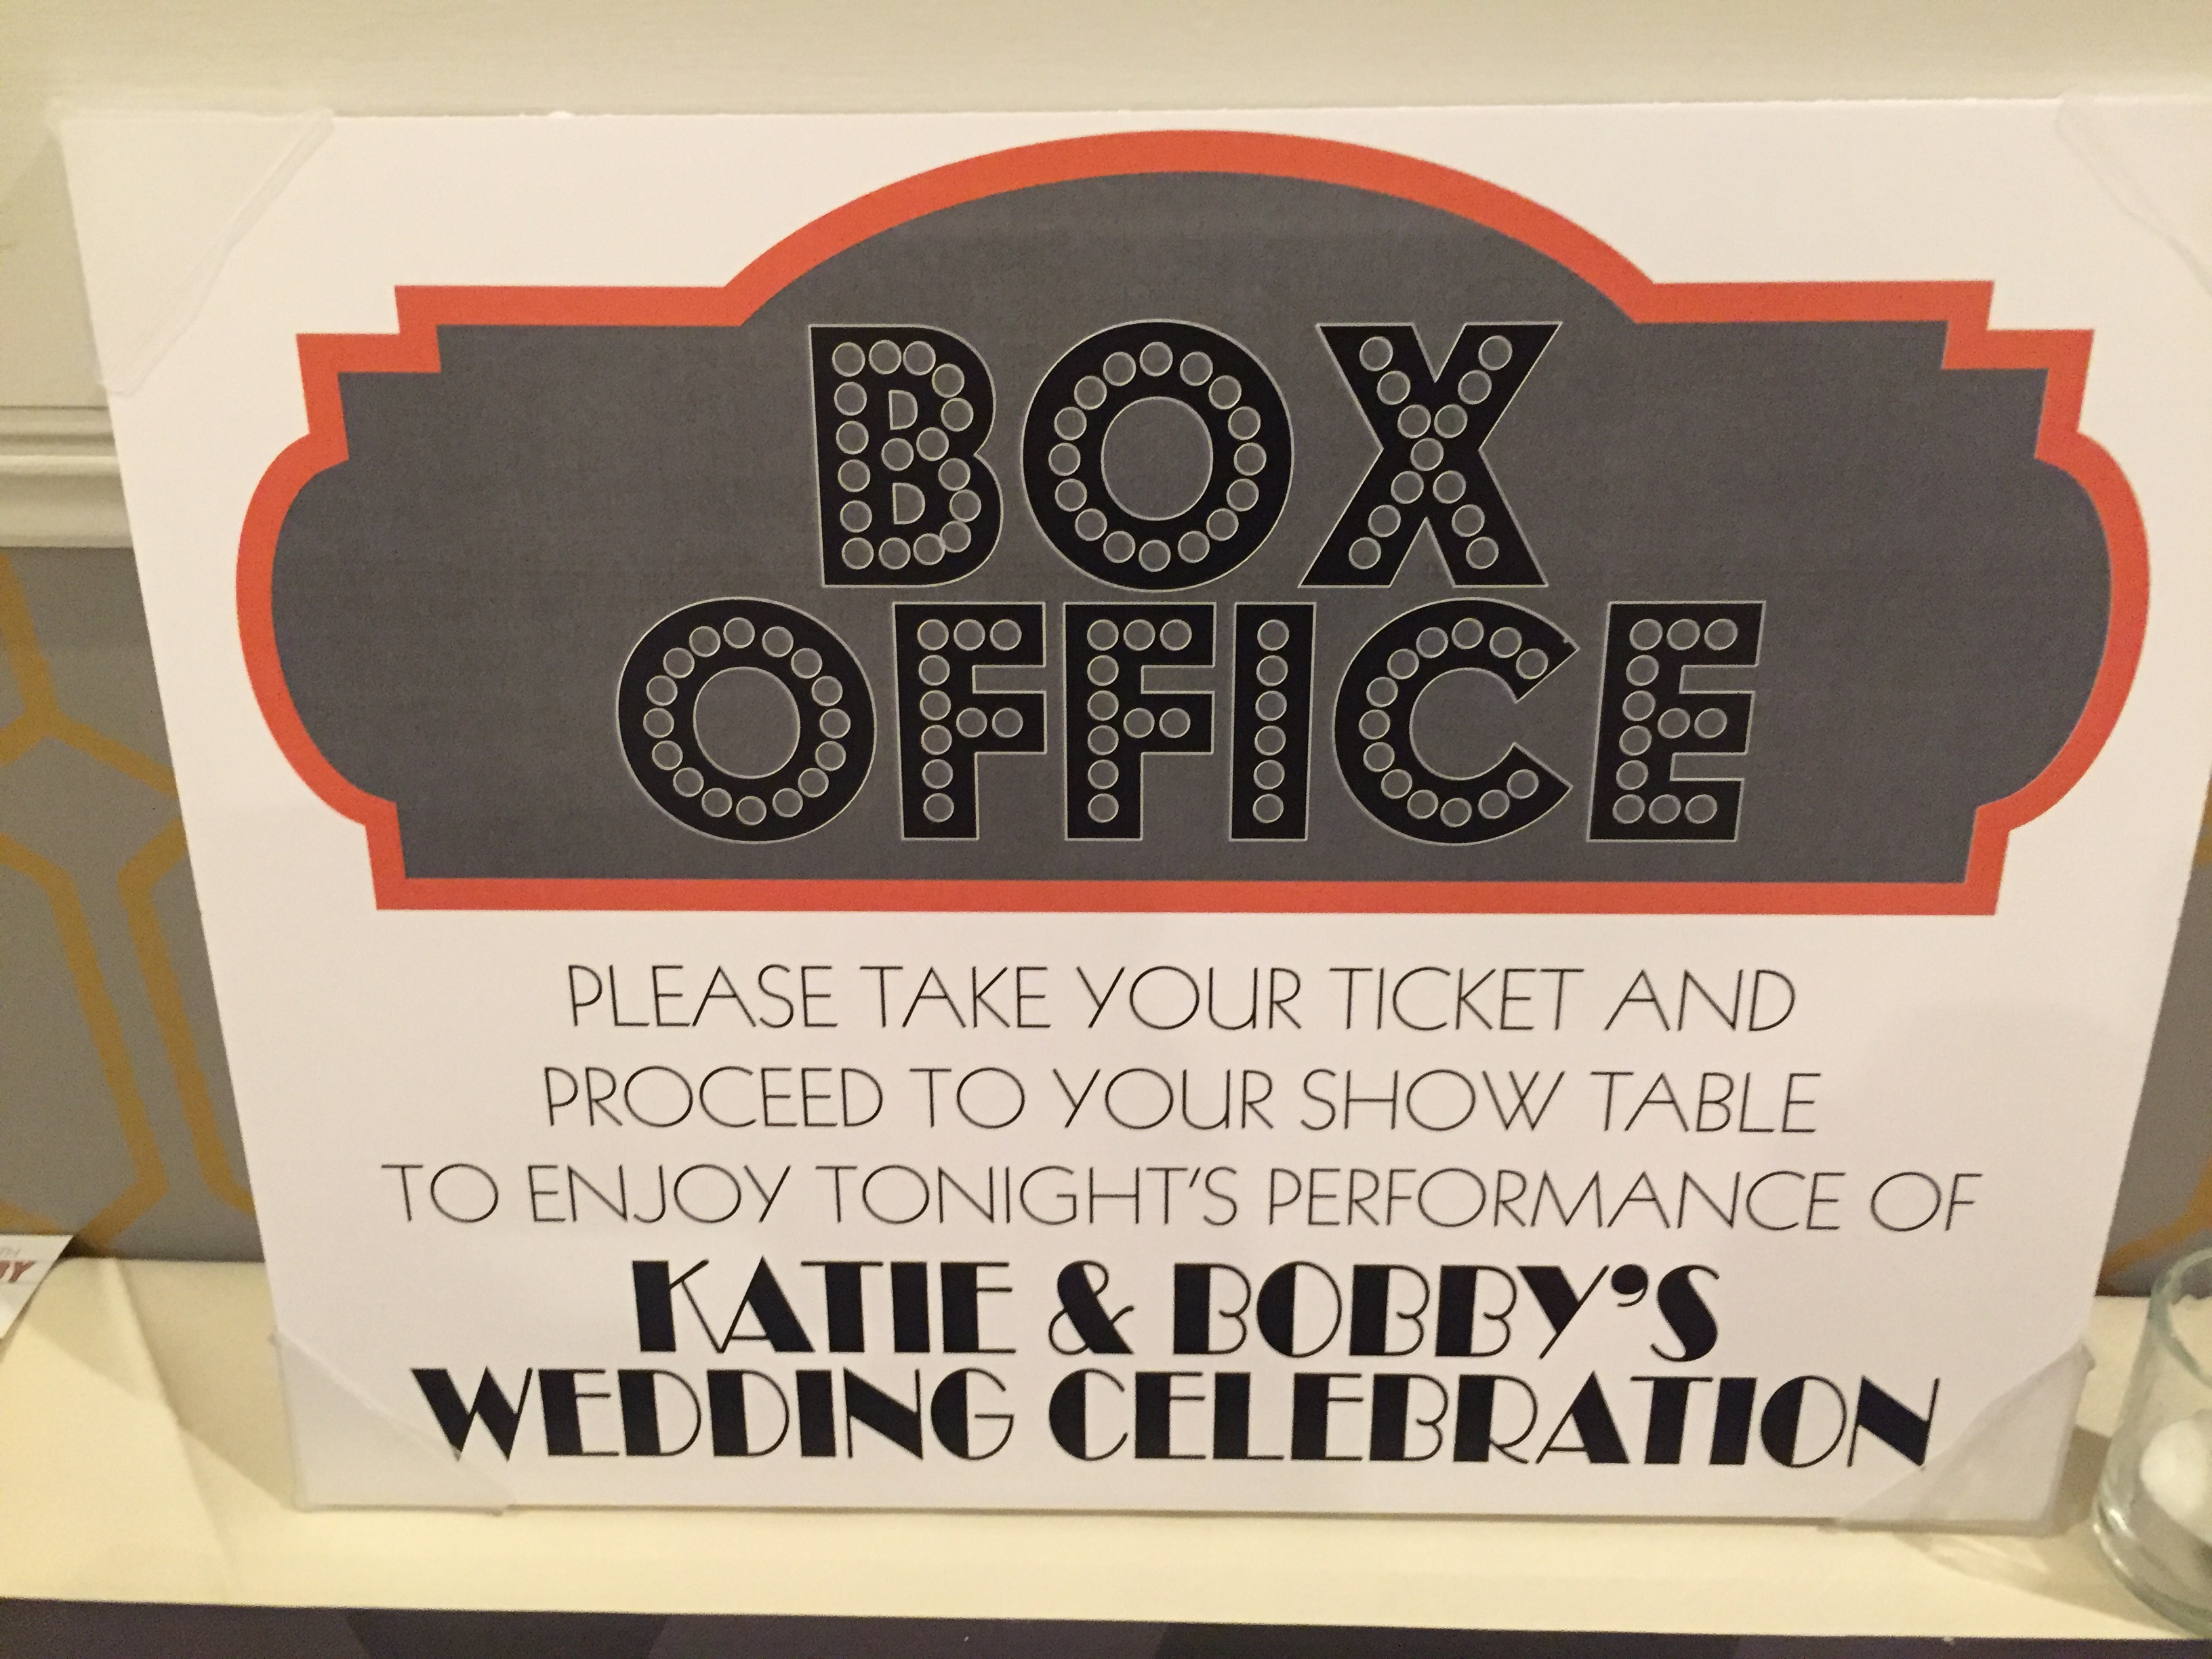 BOX
OFFICE
PLEASE TAKE YOUR TICKET AND
PROCEED TO YOUR SHOW TABLE
TO ENJOY TONIGHT'S PERFORMANCE OF
KATIE & BOBBY'S
WEDDING CELEBRATION